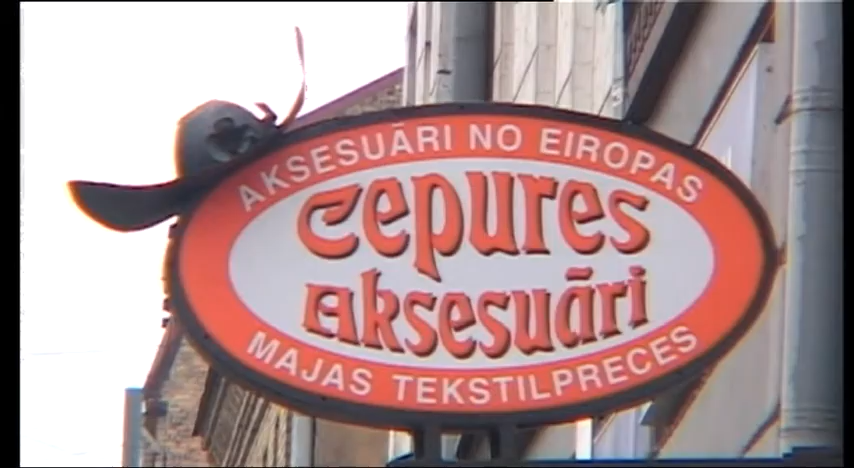 AKSESUĀRI NO EIROPAS
Cepures
Aksesuāri
MAJAS TEKSTILPRECES